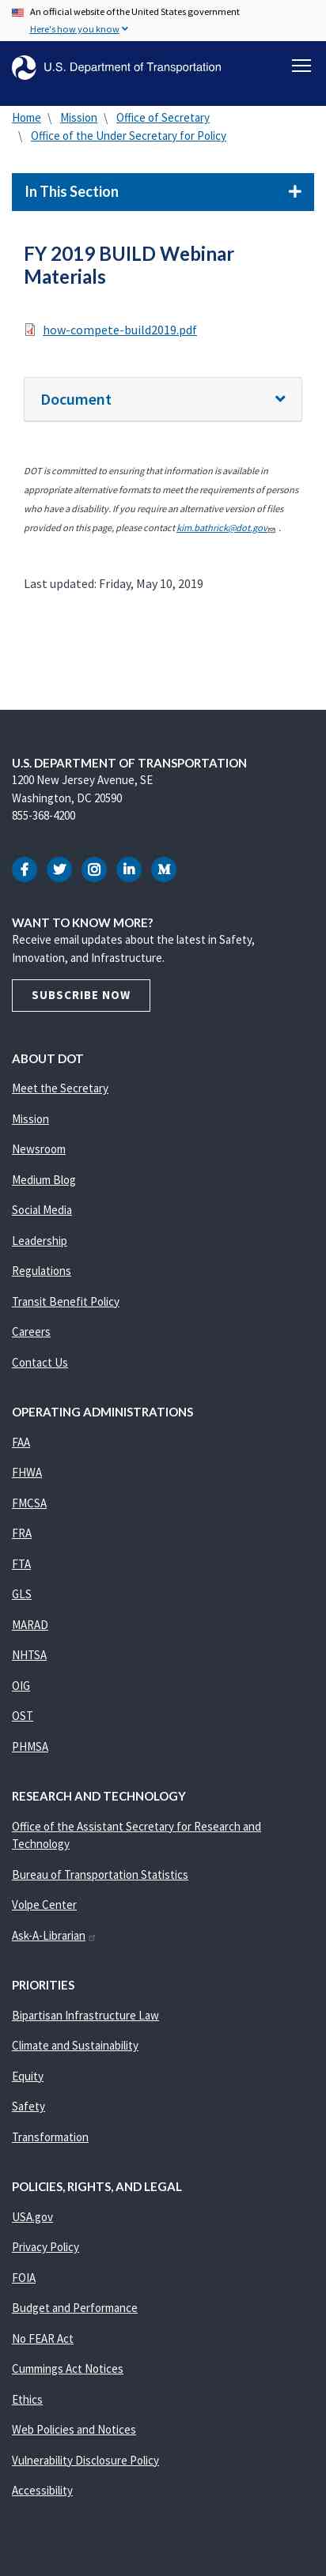 An official website of the United States government
Here's how you know
U.S. Department of Transportation
Home \ Mission \ Office of Secretary
\ Office of the Under Secretary for Policy
In This Section
FY 2019 BUILD Webinar
Materials
how-compete-build2019.pdf
Document
DOT is committed to ensuring that information is available in
appropriate alternative formats to meet the requirements of persons
who have a disability. If you require an alternative version of files
provided on this page, please contact kim.bathrick@dot.gov .
Last updated: Friday, May 10, 2019
U.S. DEPARTMENT OF TRANSPORTATION
1200 New Jersey Avenue, SE
Washington, DC 20590
855-368-4200
WANT TO KNOW MORE?
Receive email updates about the latest in Safety,
Innovation, and Infrastructure.
SUBSCRIBE NOW
ABOUT DOT
Meet the Secretary
Mission
Newsroom
Medium Blog
Social Media
Leadership
Regulations
Transit Benefit Policy
Careers
Contact Us
OPERATING ADMINISTRATIONS
FAA
FHWA
FMCSA
FRA
FTA
GLS
MARAD
NHTSA
OIG
OST
PHMSA
RESEARCH AND TECHNOLOGY
Office of the Assistant Secretary for Research and
Technology
Bureau of Transportation Statistics
Volpe Center
Ask-A-Librarian
PRIORITIES
Bipartisan Infrastructure Law
Climate and Sustainability
Equity
Safety
Transformation
POLICIES, RIGHTS, AND LEGAL
USA.gov
Privacy Policy
FOIA
Budget and Performance
No FEAR Act
Cummings Act Notices
Ethics
Web Policies and Notices
Vulnerability Disclosure Policy
Accessibility